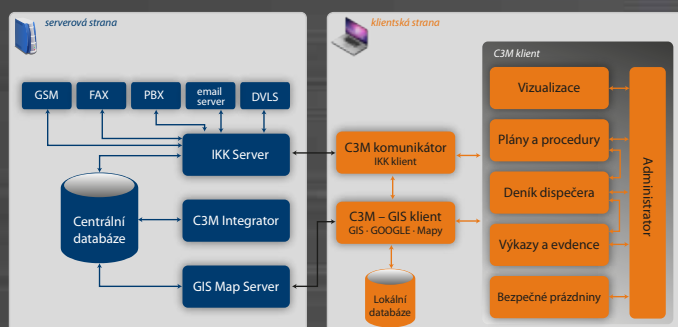 serverová strana
GSM
FAX
PBX
email
server
DVLS
IKK Server
Centrální
databáze
C3M Integrator
GIS Map Server
klientská strana
C3M komunikátor
IKK klient
C3M – GIS klient
GIS · GOOGLE · Mapy
Lokální
databáze
C3M klient
Vizualizace
Plány a procedury
Deník dispečera
Výkazy a evidence
Bezpečné prázdniny
Administrator